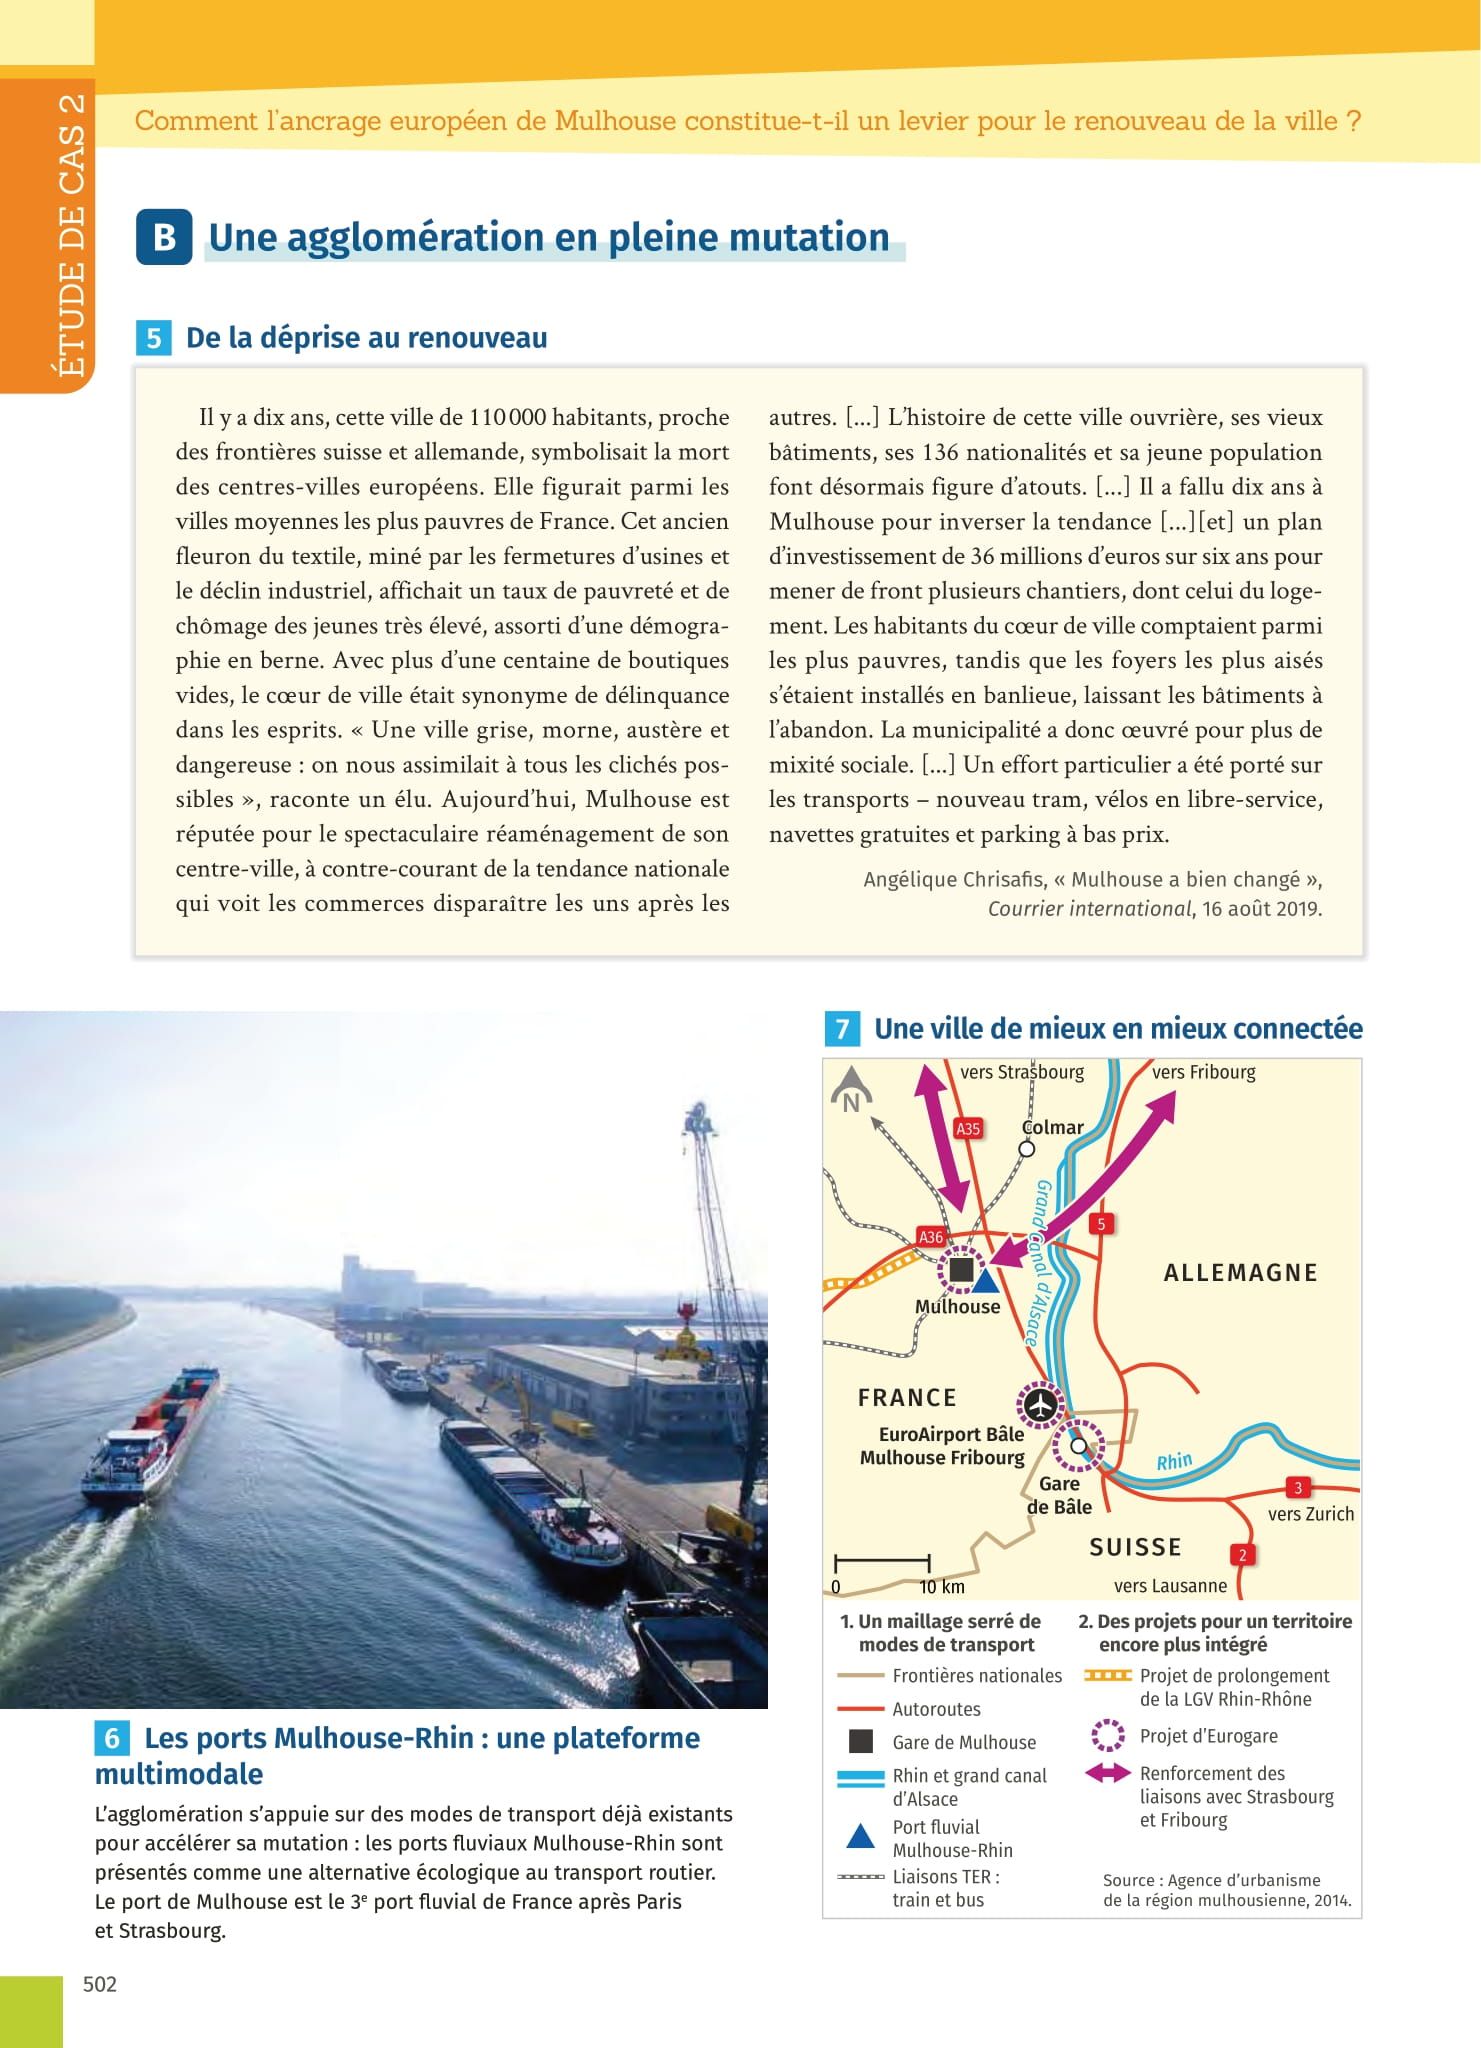 ÉTUDE DE CAS 2
Comment l'ancrage européen de Mulhouse constitue-t-il un levier pour le renouveau de la ville ?
B Une agglomération en pleine mutation
5 De la déprise au renouveau
Il y a dix ans, cette ville de 110 000 habitants, proche
des frontières suisse et allemande, symbolisait la mort
des centres-villes européens. Elle figurait parmi les
villes moyennes les plus pauvres de France. Cet ancien
fleuron du textile, miné par les fermetures d'usines et
le déclin industriel, affichait un taux de pauvreté et de
chômage des jeunes très élevé, assorti d'une démogra-
phie en berne. Avec plus d'une centaine de boutiques
vides, le cœur de ville était synonyme de délinquance
dans les esprits. « Une ville grise, morne, austère et
dangereuse : on nous assimilait à tous les clichés pos-
sibles », raconte un élu. Aujourd'hui, Mulhouse est
réputée pour le spectaculaire réaménagement de son
centre-ville, à contre-courant de la tendance nationale
qui voit les commerces disparaître les uns après les
autres. [...] L'histoire de cette ville ouvrière, ses vieux
bâtiments, ses 136 nationalités et sa jeune population
font désormais figure d'atouts. [...] Il a fallu dix ans à
Mulhouse pour inverser la tendance [...][et] un plan
d'investissement de 36 millions d'euros sur six ans pour
mener de front plusieurs chantiers, dont celui du loge-
ment. Les habitants du cœur de ville comptaient parmi
les plus pauvres, tandis que les foyers les plus aisés
s'étaient installés en banlieue, laissant les bâtiments à
l'abandon. La municipalité a donc œuvré pour plus de
mixité sociale. [...] Un effort particulier a été porté sur
les transports – nouveau tram, vélos en libre-service,
navettes gratuites et parking à bas prix.
Angélique Chrisafis, « Mulhouse a bien changé »,
Courrier international, 16 août 2019.
6 Les ports Mulhouse-Rhin : une plateforme
multimodale
L'agglomération s'appuie sur des modes de transport déjà existants
pour accélérer sa mutation : les ports fluviaux Mulhouse-Rhin sont
présentés comme une alternative écologique au transport routier.
Le port de Mulhouse est le 3e port fluvial de France après Paris
et Strasbourg.
7 Une ville de mieux en mieux connectée
N
vers Strasbourg
vers Fribourg
A35
Colmar
Grand Canal d'Alsace
5
A36
ALLEMAGNE
Mulhouse
FRANCE
EuroAirport Bâle
Mulhouse Fribourg
Rhin
Gare
de Bâle
3
vers Zurich
SUISSE
2
vers Lausanne
0 10 km
1. Un maillage serré de
modes de transport
Frontières nationales
Autoroutes
Gare de Mulhouse
Rhin et grand canal
d'Alsace
Port fluvial
Mulhouse-Rhin
Liaisons TER :
train et bus
2. Des projets pour un territoire
encore plus intégré
Projet de prolongement
de la LGV Rhin-Rhône
Projet d'Eurogare
Renforcement des
liaisons avec Strasbourg
et Fribourg
Source : Agence d'urbanisme
de la région mulhousienne, 2014.
502